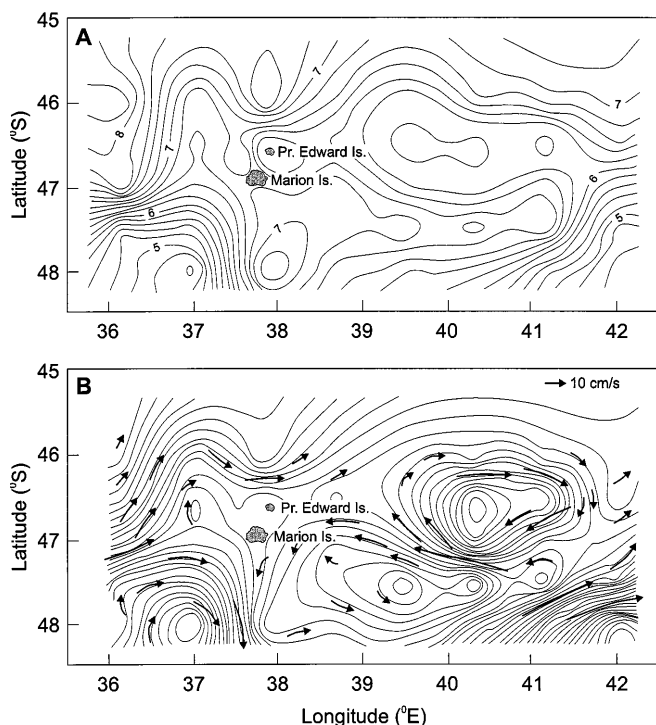 A
45
46
47
48
Latitude (°S)
7
7
8
7
6
5
7
6
5
Pr. Edward Is.
Marion Is.
36 37 38 39 40 41 42
B
10 cm/s
45
46
47
48
Latitude (°S)
Pr. Edward Is.
Marion Is.
36 37 38 39 40 41 42
Longitude (°E)